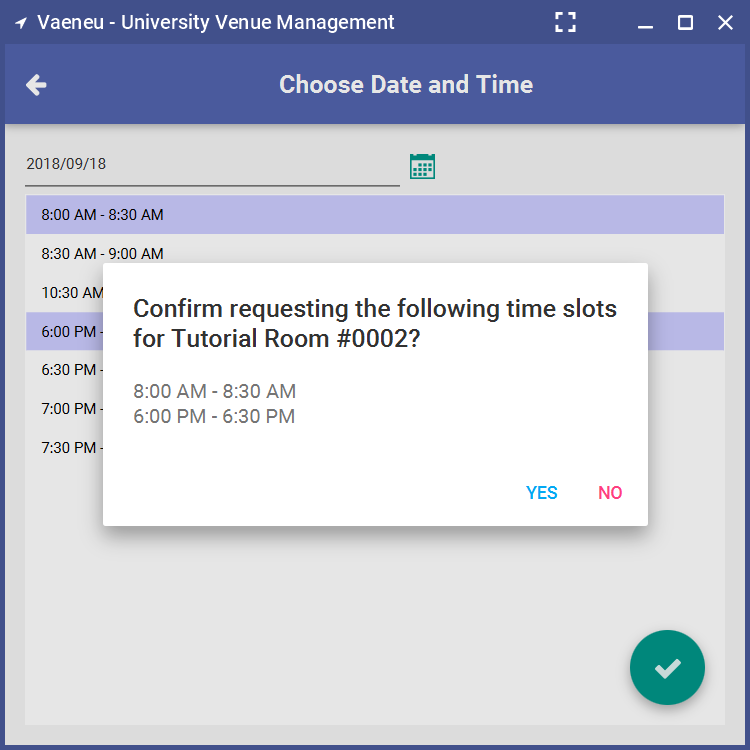 Vaeneu - University Venue Management
Choose Date and Time
2018/09/18
8:00 AM - 8:30 AM
8:30 AM - 9:00 AM
10:30 AM
6:00 PM -
6:30 PM -
7:00 PM -
7:30 PM -
Confirm requesting the following time slots
for Tutorial Room #0002?
8:00 AM - 8:30 AM
6:00 PM - 6:30 PM
YES NO